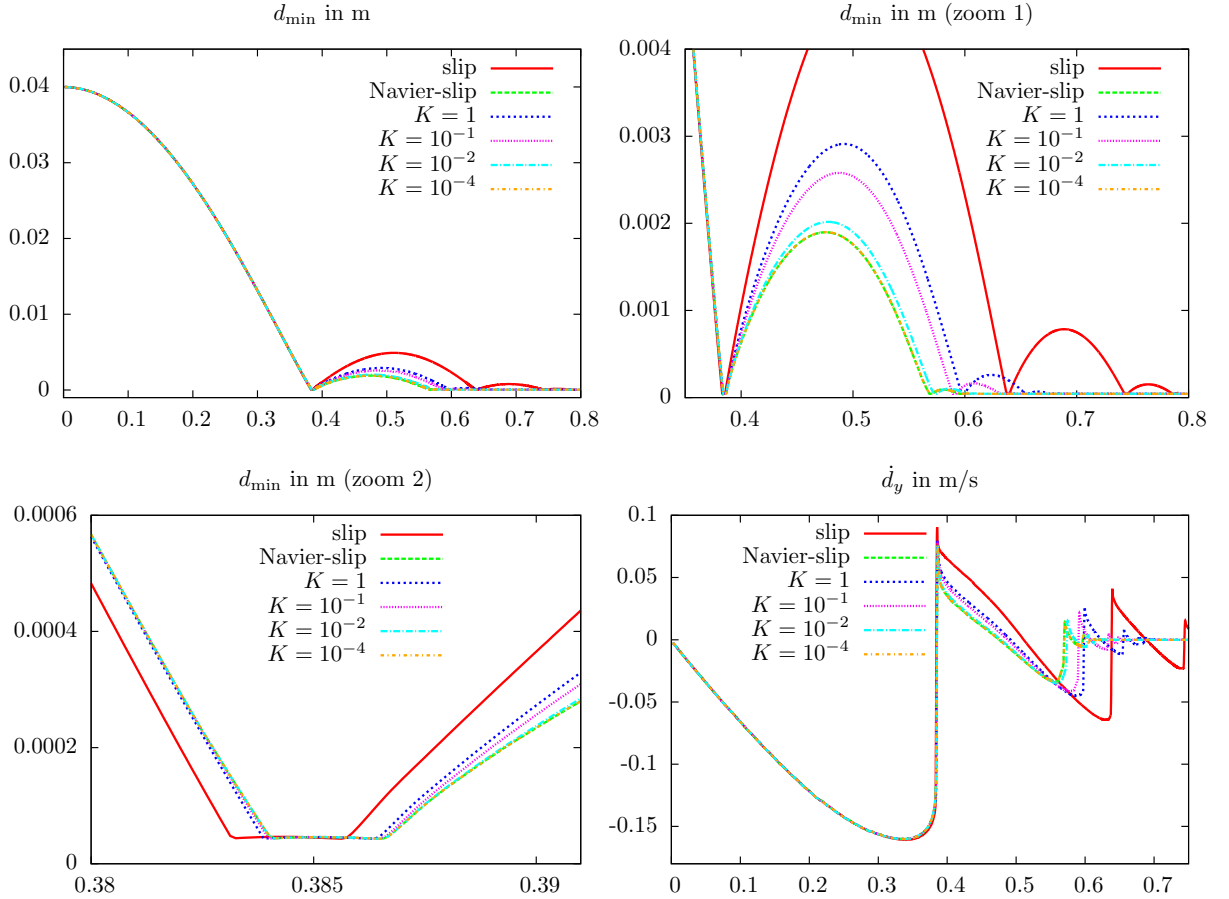 d_min in m
0.04
0.03
0.02
0.01
0
0 0.1 0.2 0.3 0.4 0.5 0.6 0.7 0.8
slip
Navier-slip
K = 1
K = 10^−1
K = 10^−2
K = 10^−4
d_min in m (zoom 1)
0.004
0.003
0.002
0.001
0
0.4 0.5 0.6 0.7 0.8
slip
Navier-slip
K = 1
K = 10^−1
K = 10^−2
K = 10^−4
d_min in m (zoom 2)
0.0006
0.0004
0.0002
0
0.38 0.385 0.39
slip
Navier-slip
K = 1
K = 10^−1
K = 10^−2
K = 10^−4
ḋ_y in m/s
0.1
0.05
0
-0.05
-0.1
-0.15
0 0.1 0.2 0.3 0.4 0.5 0.6 0.7
slip
Navier-slip
K = 1
K = 10^−1
K = 10^−2
K = 10^−4